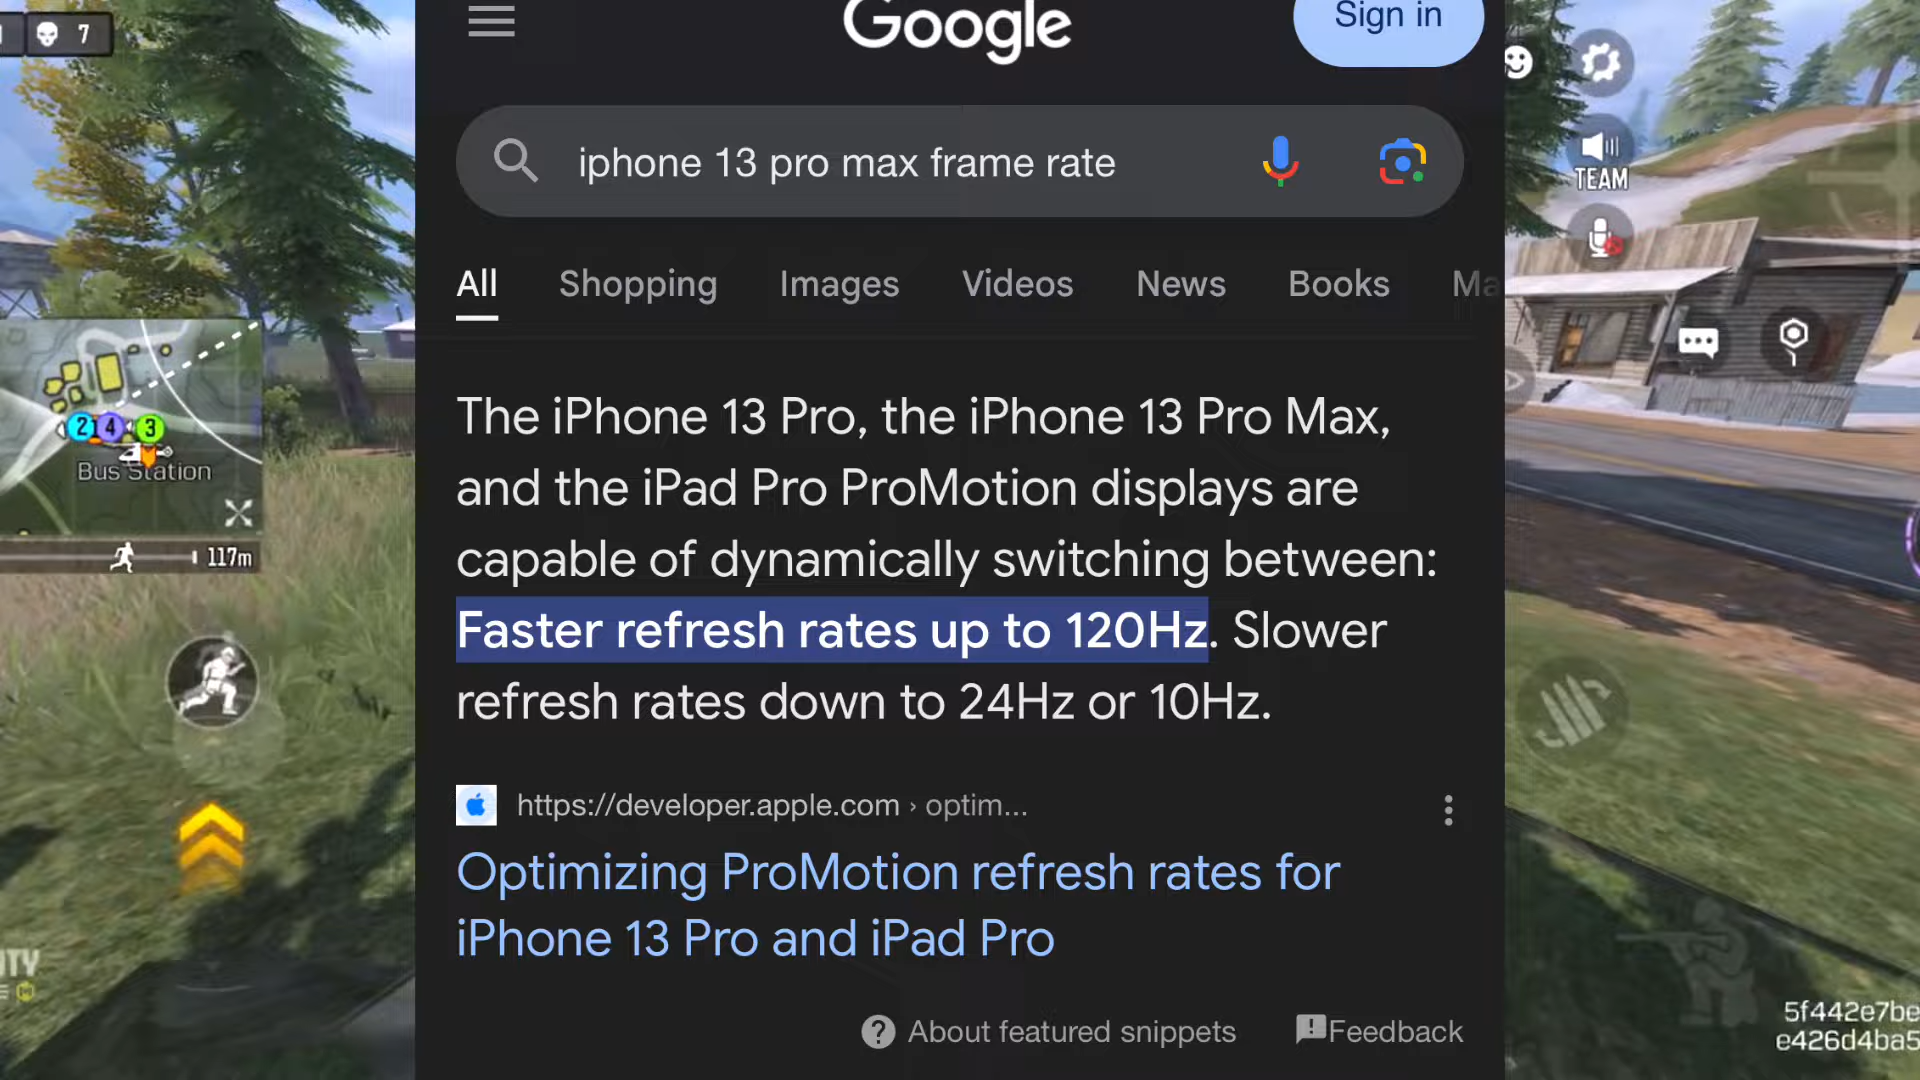 7
Google
Sign in
iphone 13 pro max frame rate
TEAM
All Shopping Images Videos News Books Ma
The iPhone 13 Pro, the iPhone 13 Pro Max,
and the iPad Pro ProMotion displays are
capable of dynamically switching between:
Faster refresh rates up to 120Hz. Slower
refresh rates down to 24Hz or 10Hz.
2 4 3
Bus Station
117m
https://developer.apple.com › optim...
Optimizing ProMotion refresh rates for
iPhone 13 Pro and iPad Pro
About featured snippets
Feedback
5f442e7be
e426d4ba5